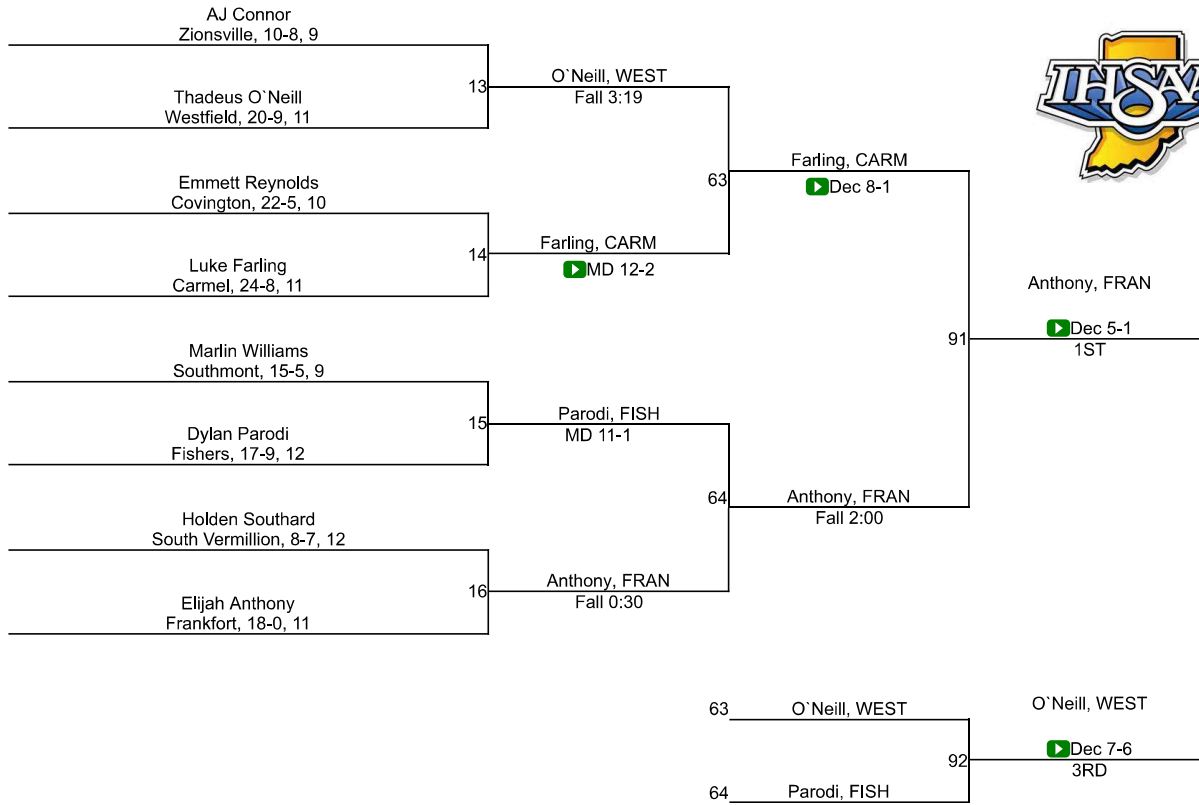 AJ Connor
Zionsville, 10-8, 9
13
Thadeus O`Neill
Westfield, 20-9, 11
O`Neill, WEST
Fall 3:19
Emmett Reynolds
Covington, 22-5, 10
14
Luke Farling
Carmel, 24-8, 11
Farling, CARM
MD 12-2
63
Farling, CARM
Dec 8-1
Marlin Williams
Southmont, 15-5, 9
15
Dylan Parodi
Fishers, 17-9, 12
Parodi, FISH
MD 11-1
Holden Southard
South Vermillion, 8-7, 12
16
Elijah Anthony
Frankfort, 18-0, 11
Anthony, FRAN
Fall 0:30
64
Anthony, FRAN
Fall 2:00
91
Anthony, FRAN
Dec 5-1
1ST
IHSAA
63
O`Neill, WEST
64
Parodi, FISH
92
O`Neill, WEST
Dec 7-6
3RD